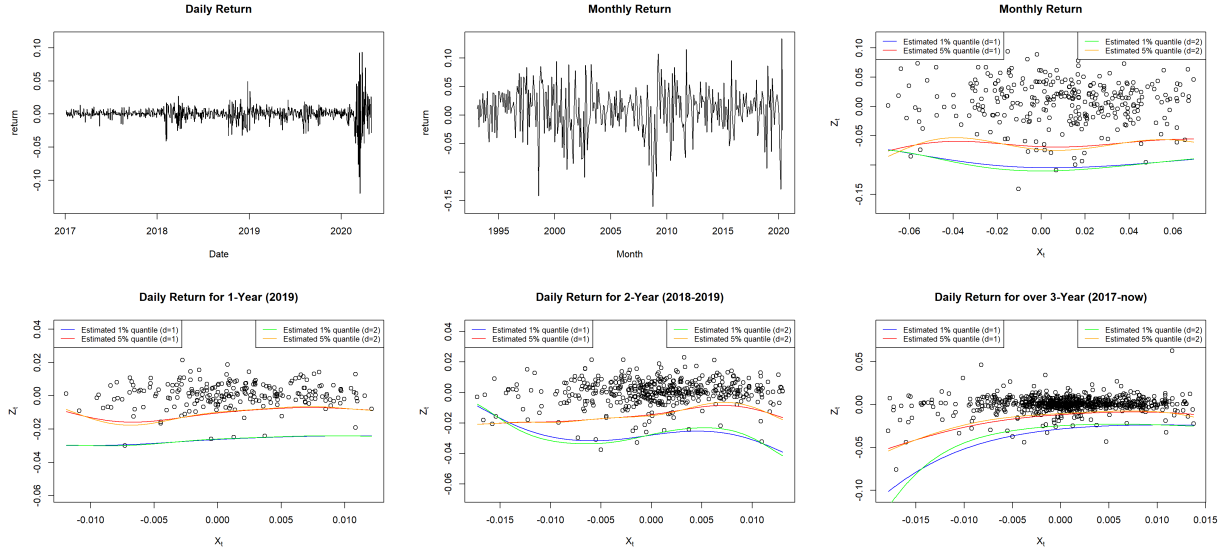 Daily Return
return
0.10
0.05
0.00
-0.05
-0.10
2017 2018 2019 2020
Date
Monthly Return
return
0.10
0.05
0.00
-0.05
-0.15
1995 2000 2005 2010 2015 2020
Month
Monthly Return
Estimated 1% quantile (d=1)
Estimated 5% quantile (d=1)
Estimated 1% quantile (d=2)
Estimated 5% quantile (d=2)
Zt
0.10
0.05
0.00
-0.05
-0.15
-0.06 -0.04 -0.02 0.00 0.02 0.04 0.06
Xt
Daily Return for 1-Year (2019)
Estimated 1% quantile (d=1)
Estimated 5% quantile (d=1)
Estimated 1% quantile (d=2)
Estimated 5% quantile (d=2)
Zt
0.04
0.02
0.00
-0.02
-0.04
-0.06
-0.010 -0.005 0.000 0.005 0.010
Xt
Daily Return for 2-Year (2018-2019)
Estimated 1% quantile (d=1)
Estimated 5% quantile (d=1)
Estimated 1% quantile (d=2)
Estimated 5% quantile (d=2)
Zt
0.04
0.02
0.00
-0.02
-0.04
-0.06
-0.015 -0.010 -0.005 0.000 0.005 0.010
Xt
Daily Return for over 3-Year (2017-now)
Estimated 1% quantile (d=1)
Estimated 5% quantile (d=1)
Estimated 1% quantile (d=2)
Estimated 5% quantile (d=2)
Zt
0.05
0.00
-0.05
-0.10
-0.015 -0.010 -0.005 0.000 0.005 0.010 0.015
Xt